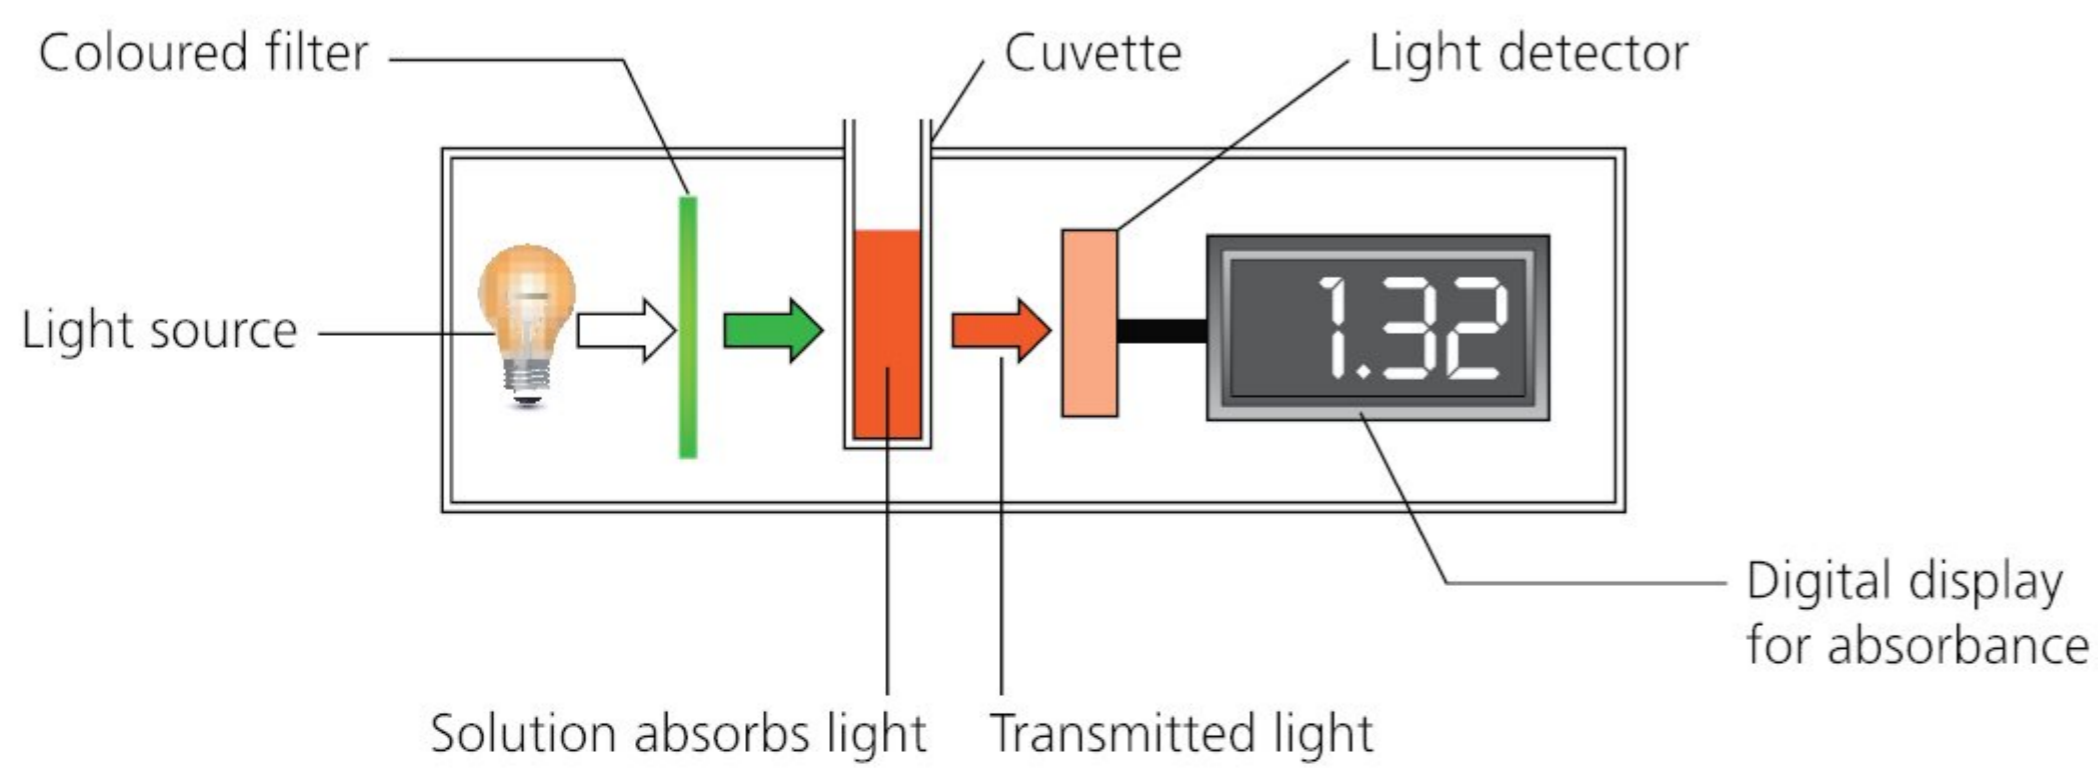 Coloured filter
Cuvette
Light detector
Light source
1.32
Digital display
for absorbance
Solution absorbs light
Transmitted light